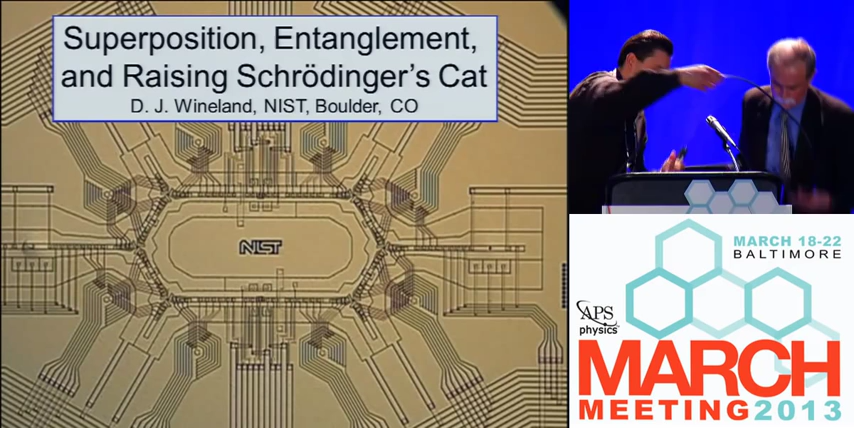 Superposition, Entanglement,
and Raising Schrödinger's Cat
D. J. Wineland, NIST, Boulder, CO
NIST
MARCH 18-22
BALTIMORE
APS
physics
MARCH
MEETING2013